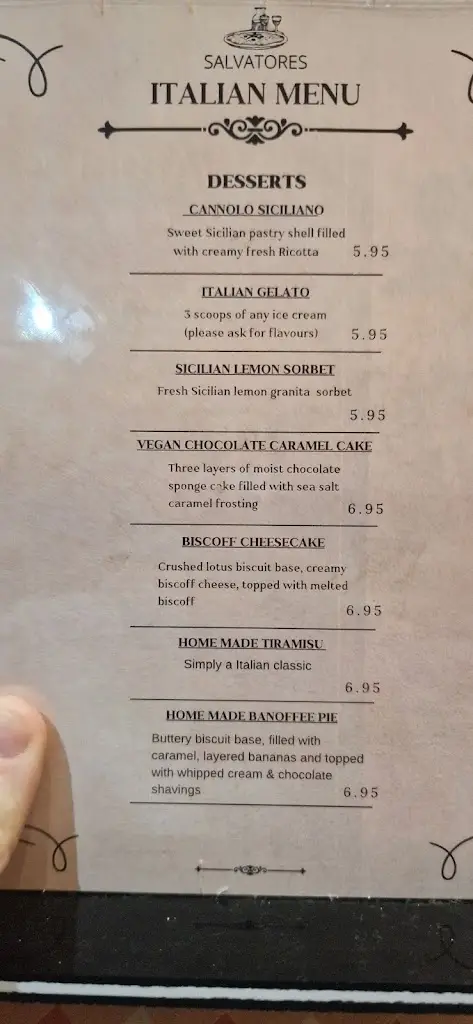 SALVATORES
ITALIAN MENU
DESSERTS
CANNOLO SICILIANO
Sweet Sicilian pastry shell filled
with creamy fresh Ricotta 5.95
ITALIAN GELATO
3 scoops of any ice cream
(please ask for flavours) 5.95
SICILIAN LEMON SORBET
Fresh Sicilian lemon granita sorbet
5.95
VEGAN CHOCOLATE CARAMEL CAKE
Three layers of moist chocolate
sponge cake filled with sea salt
caramel frosting 6.95
BISCOFF CHEESECAKE
Crushed lotus biscuit base, creamy
biscoff cheese, topped with melted
biscoff 6.95
HOME MADE TIRAMISU
Simply a Italian classic
6.95
HOME MADE BANOFFEE PIE
Buttery biscuit base, filled with
caramel, layered bananas and topped
with whipped cream & chocolate
shavings 6.95